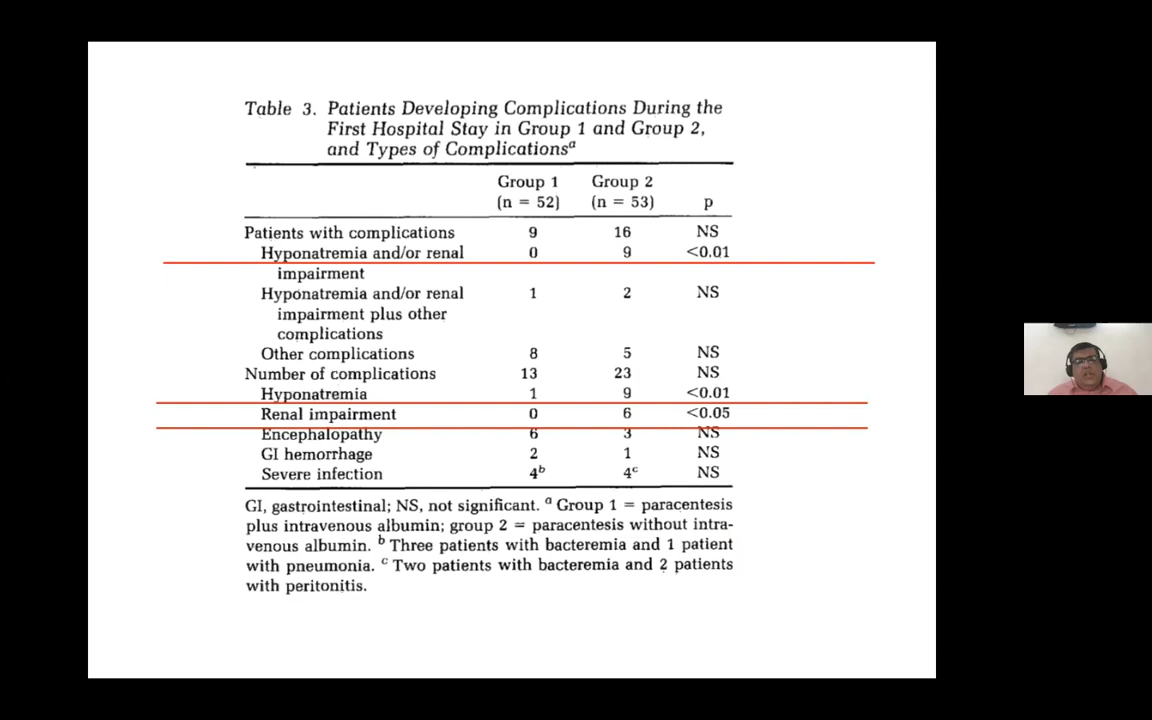 Table 3. Patients Developing Complications During the
First Hospital Stay in Group 1 and Group 2,
and Types of Complicationsᵃ
Group 1 Group 2
(n = 52) (n = 53) p
Patients with complications 9 16 NS
Hyponatremia and/or renal 0 9 <0.01
impairment
Hyponatremia and/or renal 1 2 NS
impairment plus other
complications
Other complications 8 5 NS
Number of complications 13 23 NS
Hyponatremia 1 9 <0.01
Renal impairment 0 6 <0.05
Encephalopathy 6 3 NS
GI hemorrhage 2 1 NS
Severe infection 4ᵇ 4ᶜ NS
GI, gastrointestinal; NS, not significant. ᵃ Group 1 = paracentesis
plus intravenous albumin; group 2 = paracentesis without intra-
venous albumin. ᵇ Three patients with bacteremia and 1 patient
with pneumonia. ᶜ Two patients with bacteremia and 2 patients
with peritonitis.